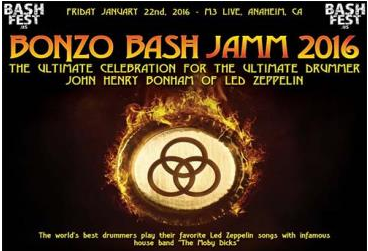 BASH
FEST
.us
FRIDAY JANUARY 22nd, 2016 - M3 LIVE, ANAHEIM, CA
BASH
FEST
.us
BONZO BASH JAMM 2016
THE ULTIMATE CELEBRATION FOR THE ULTIMATE DRUMMER
JOHN HENRY BONHAM OF LED ZEPPELIN
The world's best drummers play their favorite Led Zeppelin songs with infamous
house band "The Moby Dicks"